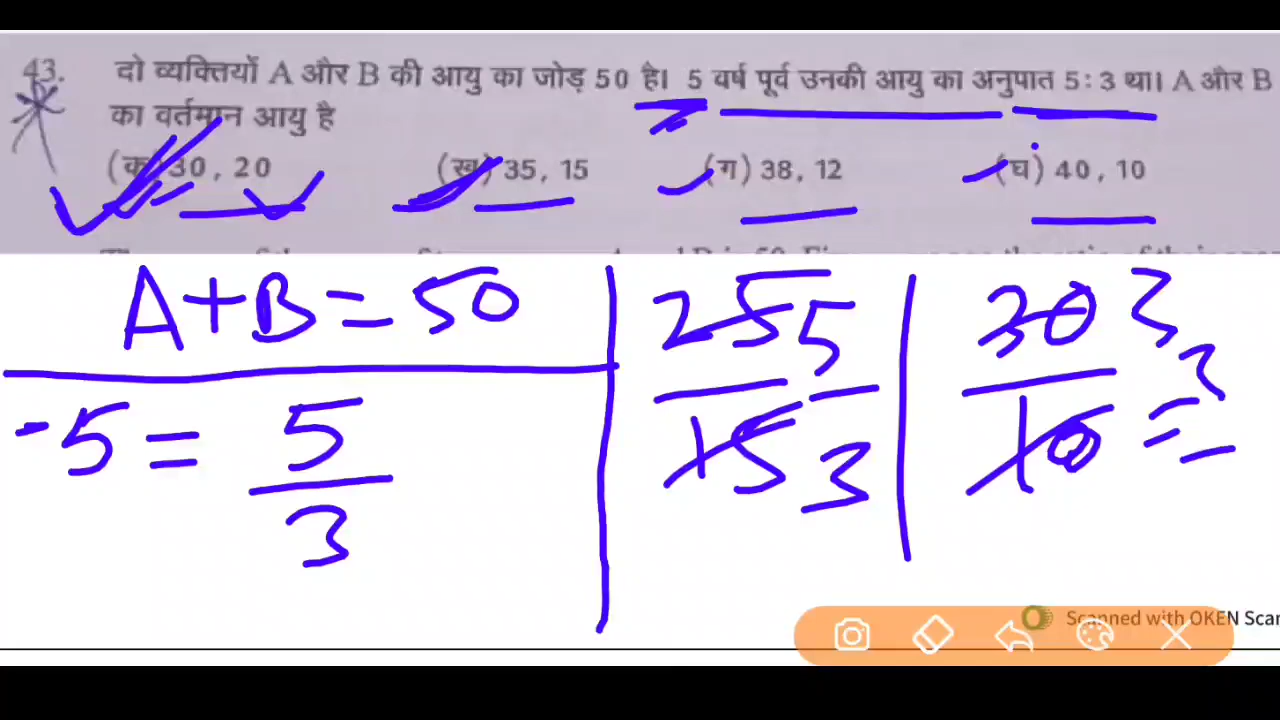 43. दो व्यक्तियों A और B की आयु का जोड़ 50 है। 5 वर्ष पूर्व उनकी आयु का अनुपात 5:3 था। A और B
का वर्तमान आयु है
(क) 30, 20 (ख) 35, 15 (ग) 38, 12 (घ) 40, 10
A+B=50
-5 = 5/3
25/15 5/3
30/10 3 = 3
Scanned with OKEN Scan